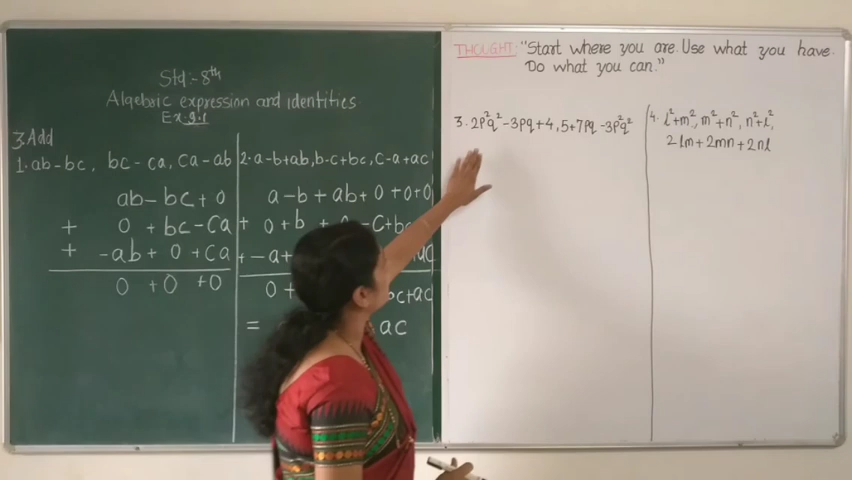 Std:- 8th
Algebric expression and identities
Ex-9.1
3. Add
1. ab-bc, bc-ca, ca-ab
ab-bc+0
+ 0 +bc-ca
+ -ab+ 0 +ca
0 +0 +0
2. a-b+ab, b-c+bc, c-a+ac
a-b+ab+0+0+0
+ 0+b + -c+bc
+ -a+
0+ bc+ac
= ac
THOUGHT: "Start where you are. Use what you have.
Do what you can."
3. 2p²q²-3pq+4, 5+7pq-3p²q²
4. l²+m², m²+n², n²+l²,
2lm+2mn+2nl